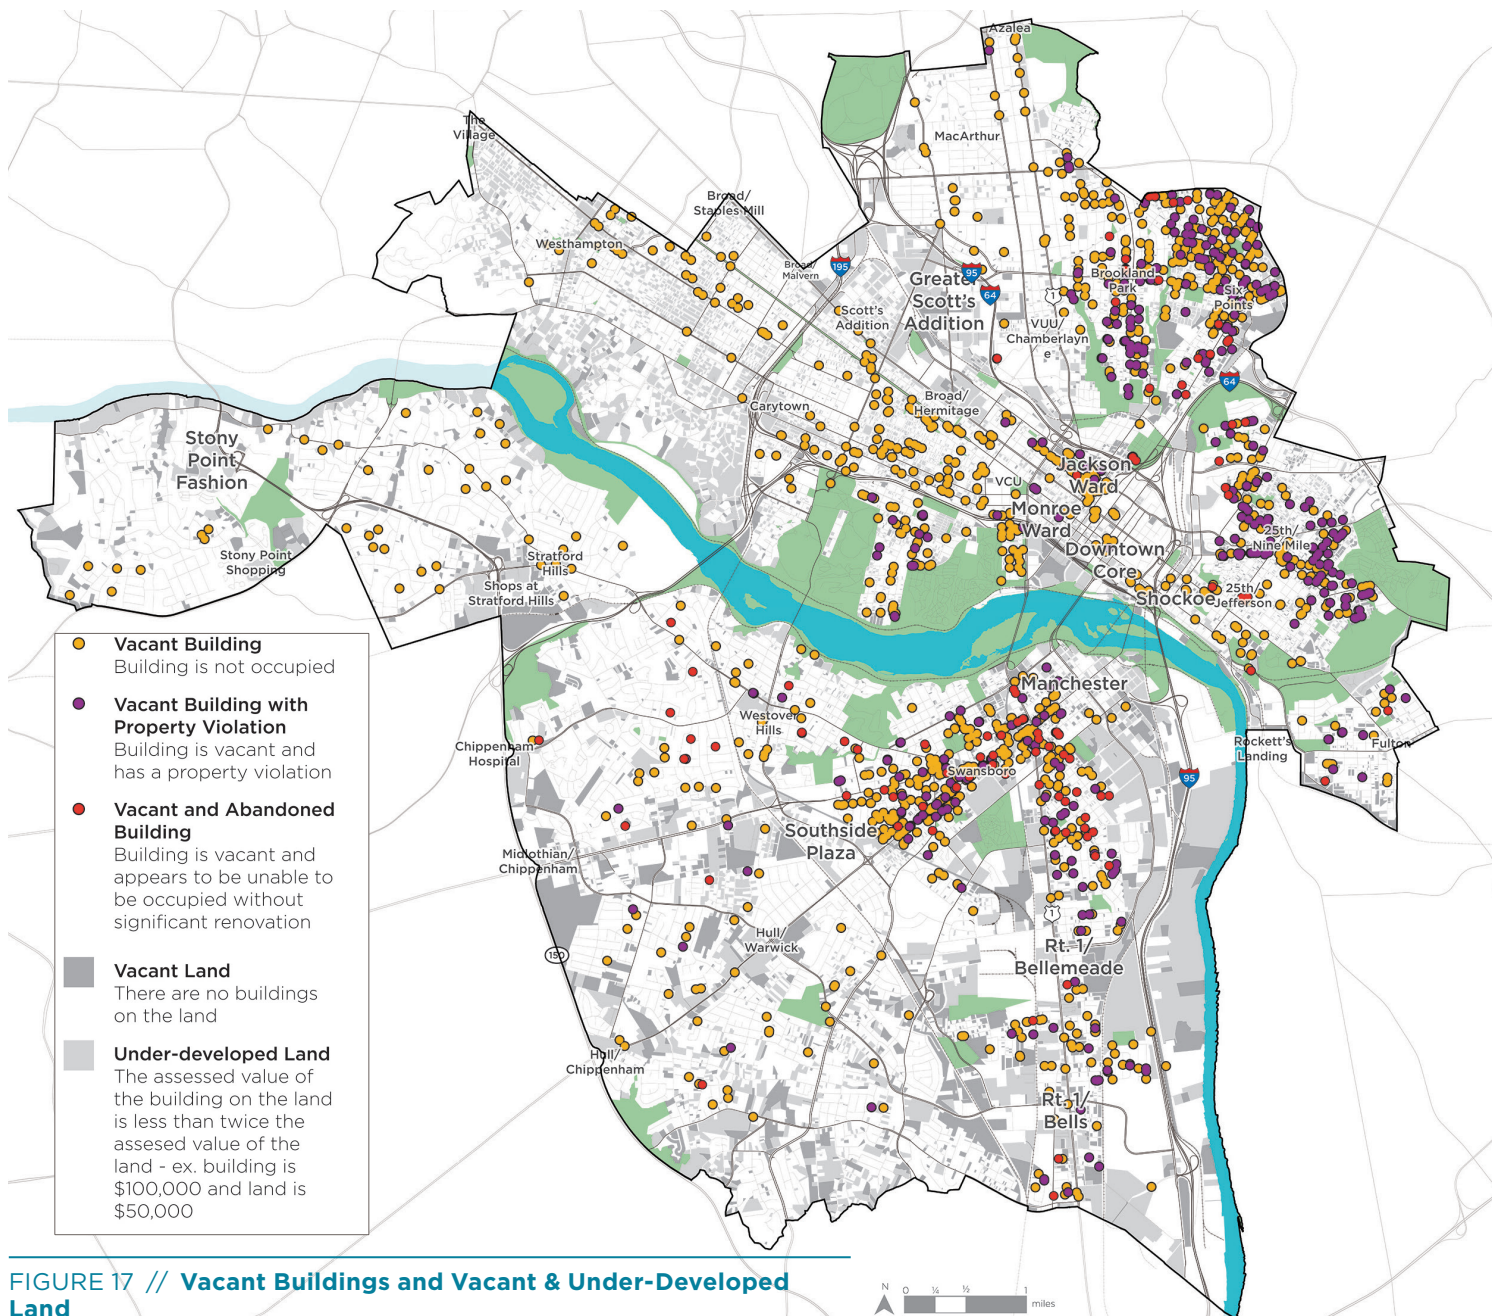 Azalea
The
Village
MacArthur
Broad/
Staples Mill
Westhampton
Broad/
Malvern
195
95
64
Greater
Scott's
Addition
Scott's
Addition
1
VUU/
Chamberlayn
e
Brookland
Park
Six
Points
64
Broad/
Hermitage
Carytown
Stony
Point
Fashion
Jackson
Ward
VCU
Monroe
Ward
25th/
Nine Mile
Downtown
Core
Stony Point
Shopping
Stratford
Hills
Shops at
Stratford Hills
Shockoe
25th/
Jefferson
Manchester
Westover
Hills
Chippenham
Hospital
Rockett's
Landing
Fulton
Swansboro
95
Southside
Plaza
Midlothian/
Chippenham
1
Hull/
Warwick
150
Rt. 1/
Bellemeade
Hull/
Chippenham
Rt. 1/
Bells
Vacant Building
Building is not occupied
Vacant Building with
Property Violation
Building is vacant and
has a property violation
Vacant and Abandoned
Building
Building is vacant and
appears to be unable to
be occupied without
significant renovation
Vacant Land
There are no buildings
on the land
Under-developed Land
The assessed value of
the building on the land
is less than twice the
assesed value of the
land - ex. building is
$100,000 and land is
$50,000
FIGURE 17 // Vacant Buildings and Vacant & Under-Developed
Land
N
0 ¼ ½ 1
miles